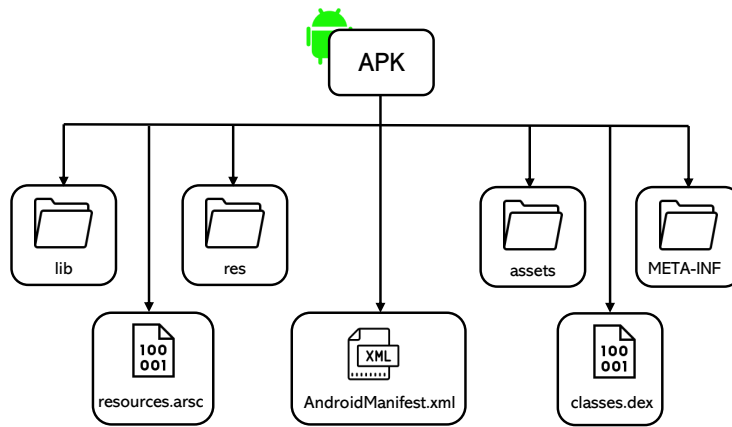 APK
lib
res
assets
META-INF
100
001
resources.arsc
XML
AndroidManifest.xml
100
001
classes.dex